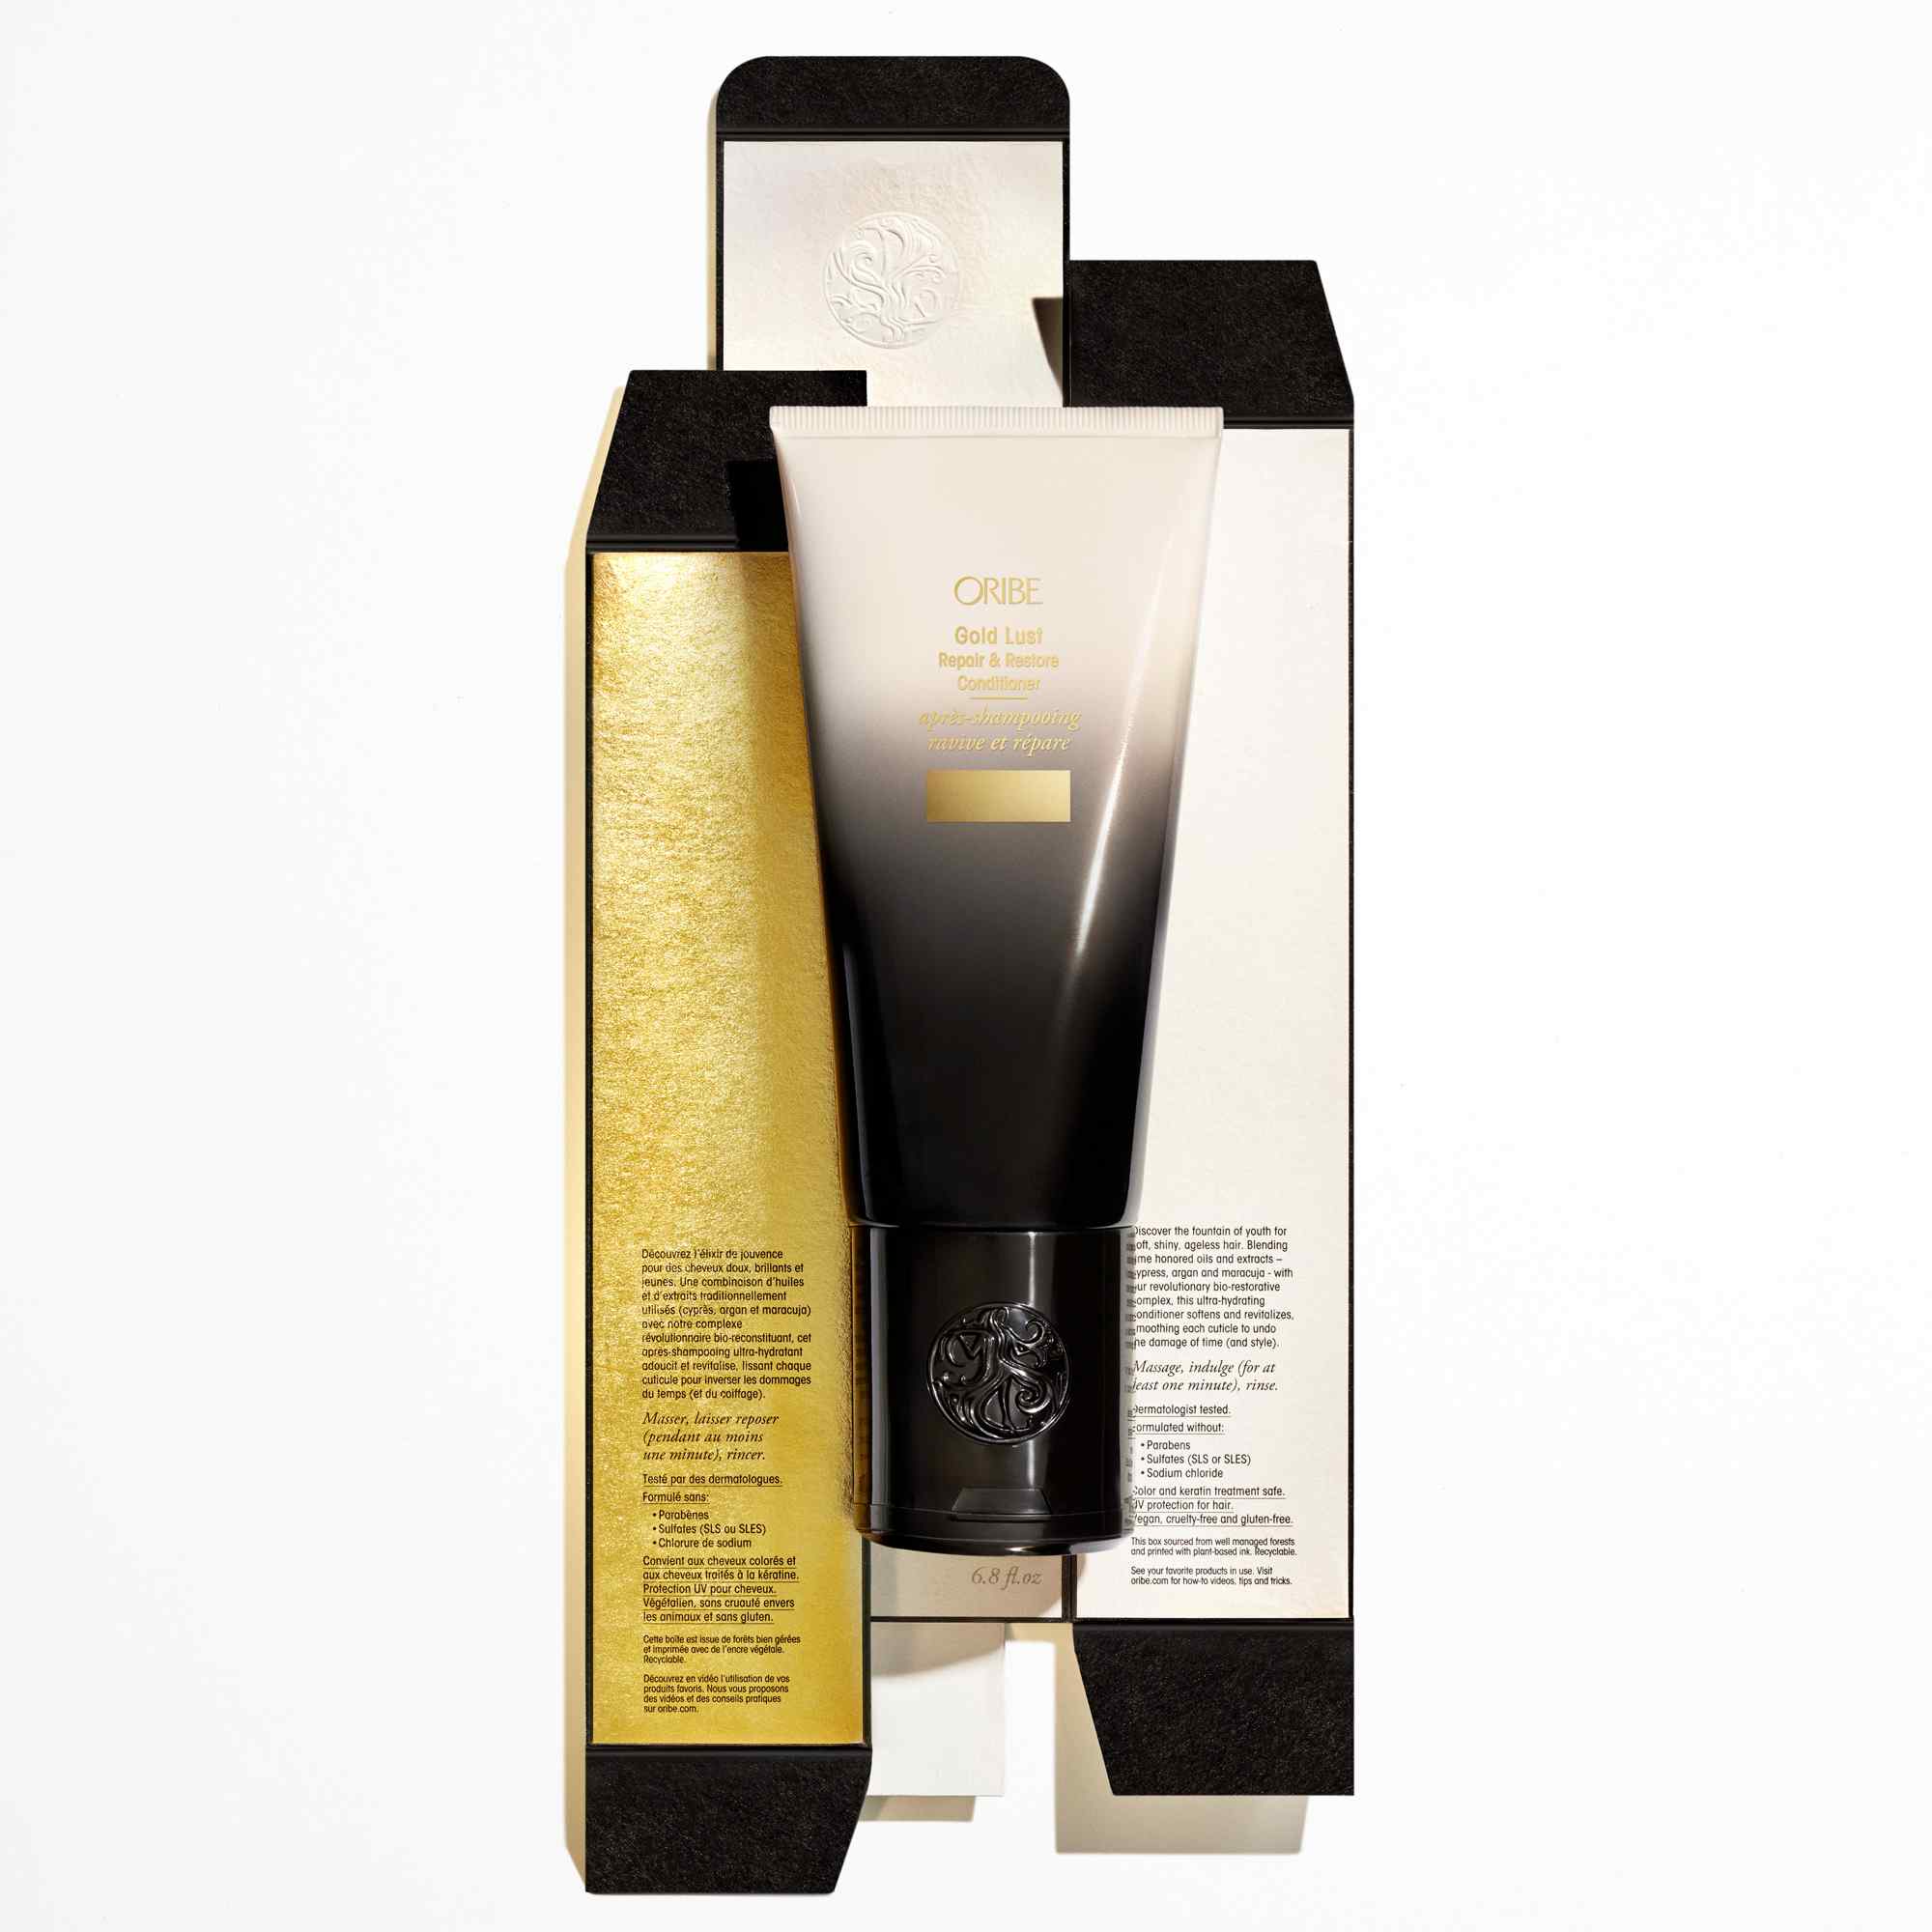 ORIBE
Gold Lust
Repair & Restore
Conditioner
après-shampooing
ravive et répare
Découvrez l'élixir de jouvence
pour des cheveux doux, brillants et
jeunes. Une combinaison d'huiles
et d'extraits traditionnellement
utilisés (cyprès, argan et maracuja)
avec notre complexe
révolutionnaire bio-reconstituant, cet
après-shampooing ultra-hydratant
adoucit et revitalise, lissant chaque
cuticule pour inverser les dommages
du temps (et du coiffage).
Masser, laisser reposer
(pendant au moins
une minute), rincer.
Testé par des dermatologues.
Formulé sans:
• Parabènes
• Sulfates (SLS ou SLES)
• Chlorure de sodium
Convient aux cheveux colorés et
aux cheveux traités à la kératine.
Protection UV pour cheveux.
Végétalien, sans cruauté envers
les animaux et sans gluten.
Cette boîte est issue de forêts bien gérées
et imprimée avec de l'encre végétale.
Recyclable.
Découvrez en vidéo l'utilisation de vos
produits favoris. Nous vous proposons
des vidéos et des conseils pratiques
sur oribe.com.
6.8 fl.oz
Discover the fountain of youth for
oft, shiny, ageless hair. Blending
me honored oils and extracts –
ypress, argan and maracuja - with
ur revolutionary bio-restorative
omplex, this ultra-hydrating
onditioner softens and revitalizes,
moothing each cuticle to undo
he damage of time (and style).
Massage, indulge (for at
least one minute), rinse.
Dermatologist tested.
ormulated without:
• Parabens
• Sulfates (SLS or SLES)
• Sodium chloride
Color and keratin treatment safe.
UV protection for hair.
Vegan, cruelty-free and gluten-free.
This box sourced from well managed forests
and printed with plant-based ink. Recyclable.
See your favorite products in use. Visit
oribe.com for how-to videos, tips and tricks.